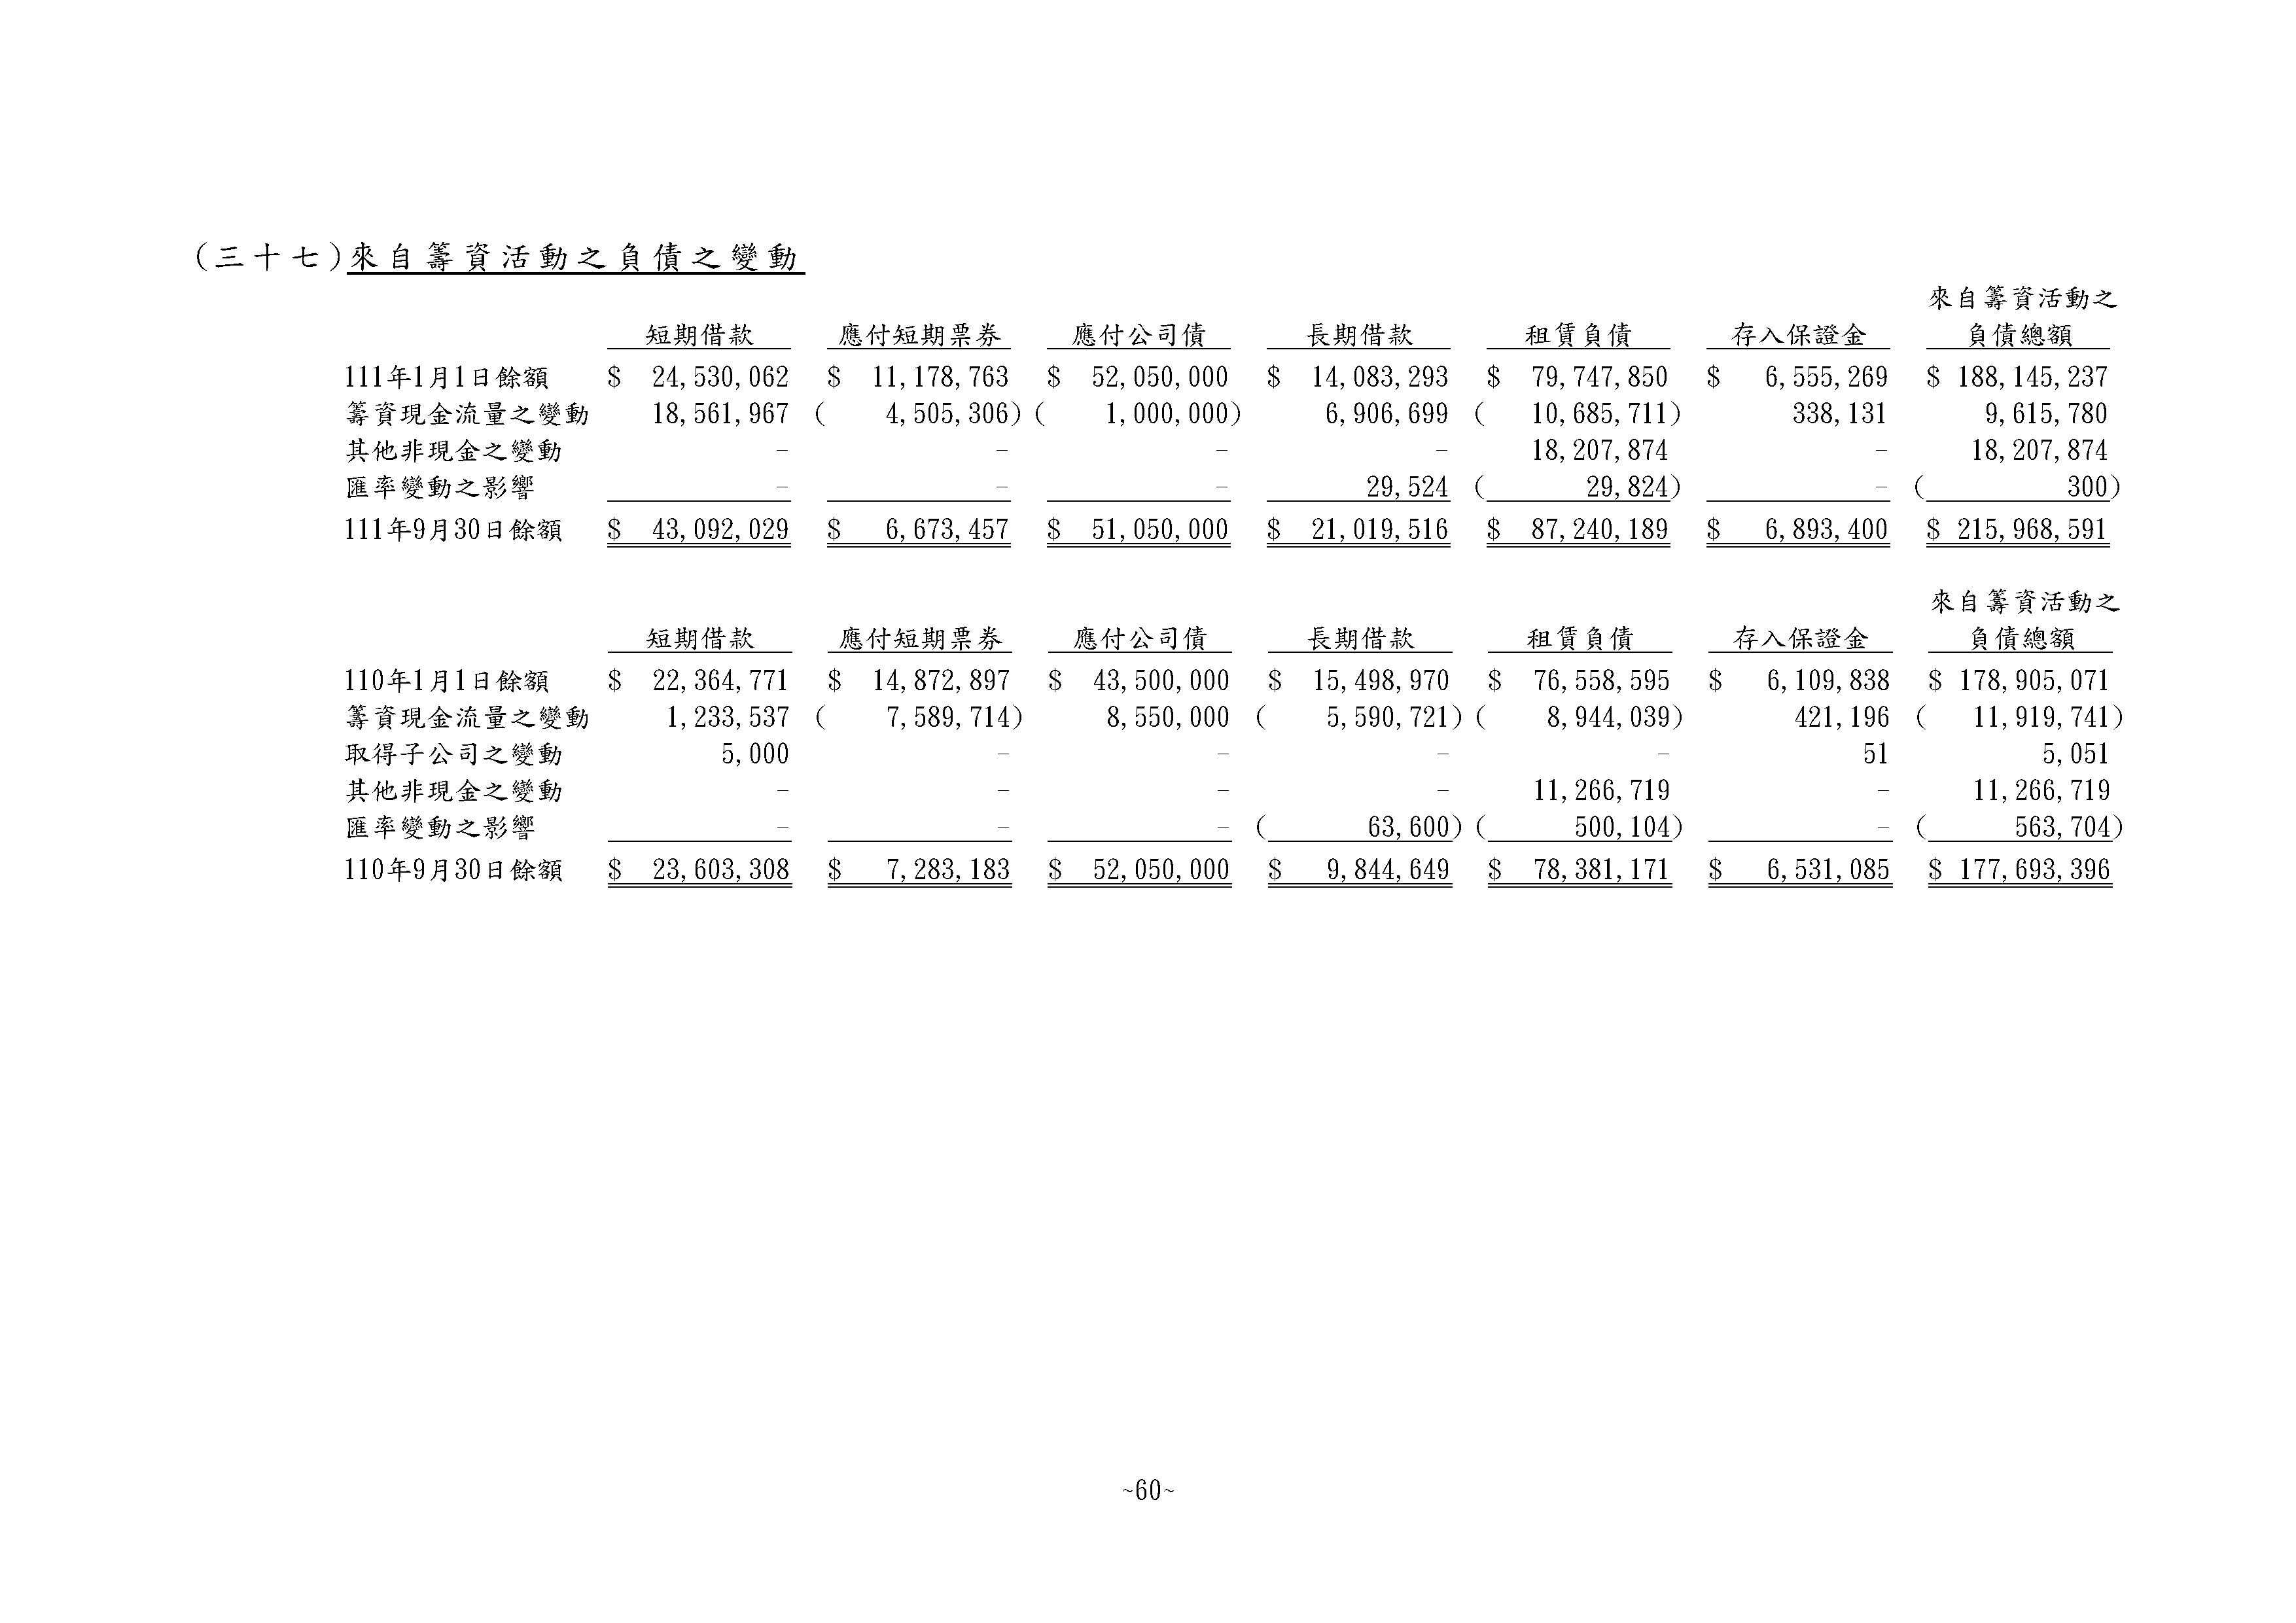 (三十七)來自籌資活動之負債之變動
來自籌資活動之
短期借款 應付短期票券 應付公司債 長期借款 租賃負債 存入保證金 負債總額
111年1月1日餘額 $ 24,530,062 $ 11,178,763 $ 52,050,000 $ 14,083,293 $ 79,747,850 $ 6,555,269 $ 188,145,237
籌資現金流量之變動 18,561,967 ( 4,505,306) ( 1,000,000) 6,906,699 ( 10,685,711) 338,131 9,615,780
其他非現金之變動 - - - - 18,207,874 - 18,207,874
匯率變動之影響 - - - 29,524 ( 29,824) - ( 300)
111年9月30日餘額 $ 43,092,029 $ 6,673,457 $ 51,050,000 $ 21,019,516 $ 87,240,189 $ 6,893,400 $ 215,968,591
來自籌資活動之
短期借款 應付短期票券 應付公司債 長期借款 租賃負債 存入保證金 負債總額
110年1月1日餘額 $ 22,364,771 $ 14,872,897 $ 43,500,000 $ 15,498,970 $ 76,558,595 $ 6,109,838 $ 178,905,071
籌資現金流量之變動 1,233,537 ( 7,589,714) 8,550,000 ( 5,590,721) ( 8,944,039) 421,196 ( 11,919,741)
取得子公司之變動 5,000 - - - - 51 5,051
其他非現金之變動 - - - - 11,266,719 - 11,266,719
匯率變動之影響 - - - ( 63,600) ( 500,104) - ( 563,704)
110年9月30日餘額 $ 23,603,308 $ 7,283,183 $ 52,050,000 $ 9,844,649 $ 78,381,171 $ 6,531,085 $ 177,693,396
~60~